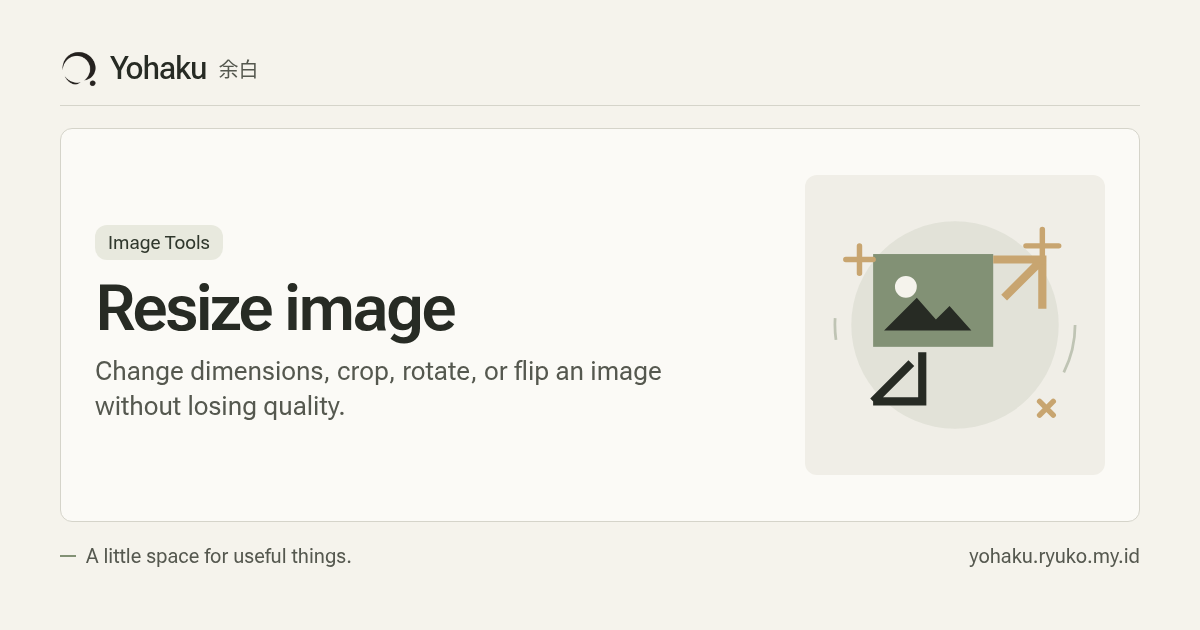 Yohaku 余白
Image Tools
Resize image
Change dimensions, crop, rotate, or flip an image
without losing quality.
— A little space for useful things.
yohaku.ryuko.my.id